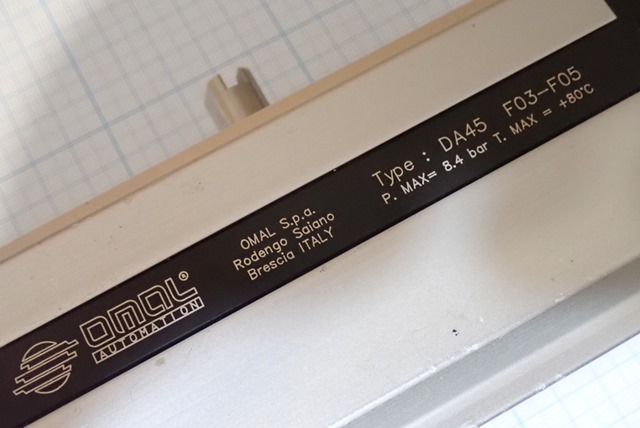 OMAL®
AUTOMATION
OMAL S.p.a.
Rodengo Saiano
Brescia ITALY
Type : DA45 F03-F05
P. MAX= 8.4 bar T. MAX = +80°C